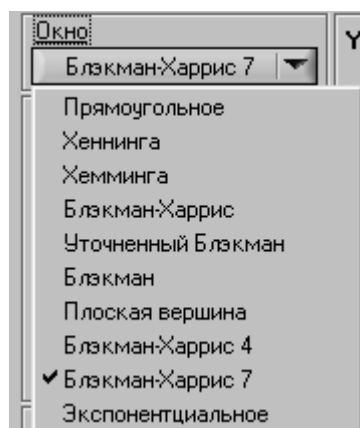 Окно
Y
Блэкман-Харрис 7
Прямоугольное
Хеннинга
Хемминга
Блэкман-Харрис
Уточненный Блэкман
Блэкман
Плоская вершина
Блэкман-Харрис 4
Блэкман-Харрис 7
Экспонентциальное